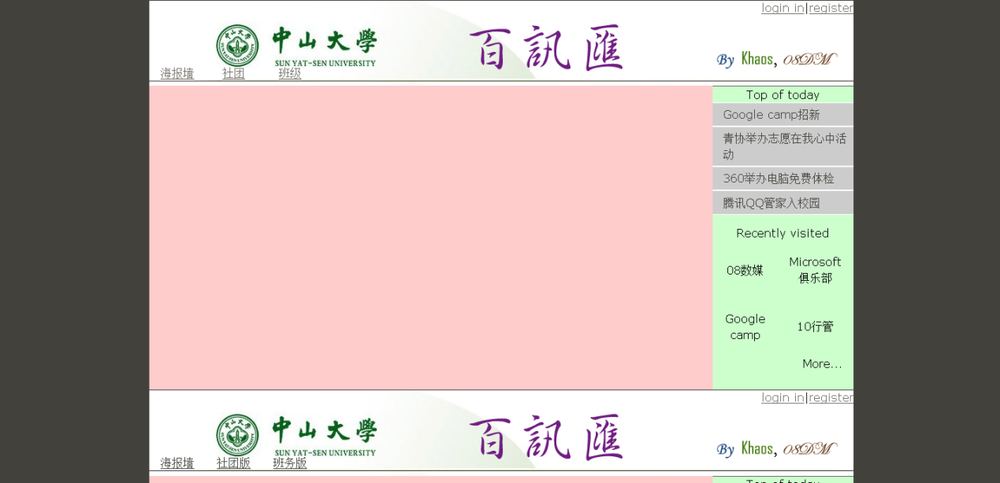 login in|register
中山大學
SUN YAT-SEN UNIVERSITY
百訊匯
By Khaos, 08DM
海报墙 社团 班级
Top of today
Google camp招新
青协举办志愿在我心中活
动
360举办电脑免费体检
腾讯QQ管家入校园
Recently visited
08数媒
Microsoft
俱乐部
Google
camp
10行管
More...
login in|register
中山大學
SUN YAT-SEN UNIVERSITY
百訊匯
By Khaos, 08DM
海报墙 社团版 班务版
Top of today